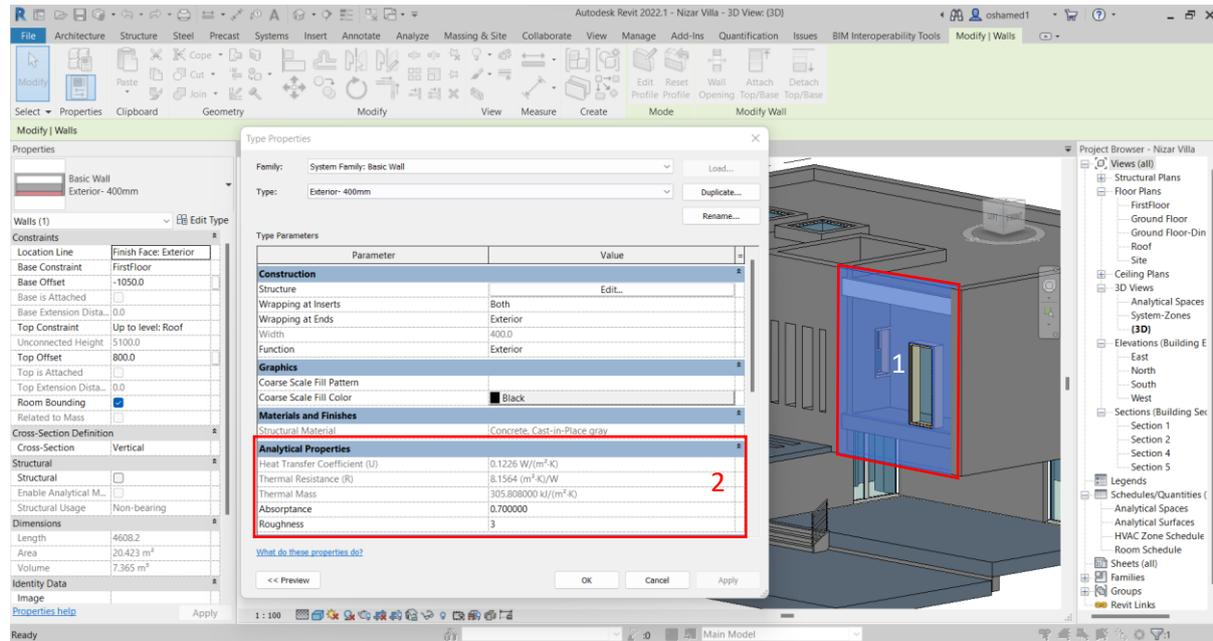 Autodesk Revit 2022.1 - Nizar Villa - 3D View: {3D}
oshamed1
File Architecture Structure Steel Precast Systems Insert Annotate Analyze Massing & Site Collaborate View Manage Add-Ins Quantification Issues BIM Interoperability Tools Modify | Walls
Modify
Paste
Cope
Cut
Join
Edit Profile
Reset Profile
Wall Opening
Attach Top/Base
Detach Top/Base
Select Properties Clipboard Geometry Modify View Measure Create Mode Modify Wall
Modify | Walls
Properties
Basic Wall
Exterior- 400mm
Walls (1) Edit Type
Constraints
Location Line Finish Face: Exterior
Base Constraint FirstFloor
Base Offset -1050.0
Base is Attached
Base Extension Dista... 0.0
Top Constraint Up to level: Roof
Unconnected Height 5100.0
Top Offset 800.0
Top is Attached
Top Extension Dista... 0.0
Room Bounding
Related to Mass
Cross-Section Definition
Cross-Section Vertical
Structural
Structural
Enable Analytical M...
Structural Usage Non-bearing
Dimensions
Length 4608.2
Area 20.423 m²
Volume 7.365 m³
Identity Data
Image
Properties help Apply
Type Properties
Family: System Family: Basic Wall Load...
Type: Exterior- 400mm Duplicate...
Rename...
Type Parameters
Parameter Value =
Construction
Structure Edit...
Wrapping at Inserts Both
Wrapping at Ends Exterior
Width 400.0
Function Exterior
Graphics
Coarse Scale Fill Pattern
Coarse Scale Fill Color Black
Materials and Finishes
Structural Material Concrete, Cast-in-Place gray
Analytical Properties
Heat Transfer Coefficient (U) 0.1226 W/(m²·K)
Thermal Resistance (R) 8.1564 (m²·K)/W
Thermal Mass 305.808000 kJ/(m²·K)
Absorptance 0.700000
Roughness 3
2
What do these properties do?
<< Preview OK Cancel Apply
1
Project Browser - Nizar Villa
Views (all)
Structural Plans
Floor Plans
FirstFloor
Ground Floor
Ground Floor-Din
Roof
Site
Ceiling Plans
3D Views
Analytical Spaces
System-Zones
{3D}
Elevations (Building E
East
North
South
West
Sections (Building Sec
Section 1
Section 2
Section 4
Section 5
Legends
Schedules/Quantities (
Analytical Spaces
Analytical Surfaces
HVAC Zone Schedule
Room Schedule
Sheets (all)
Families
Groups
Revit Links
1 : 100
Ready :0 Main Model :1